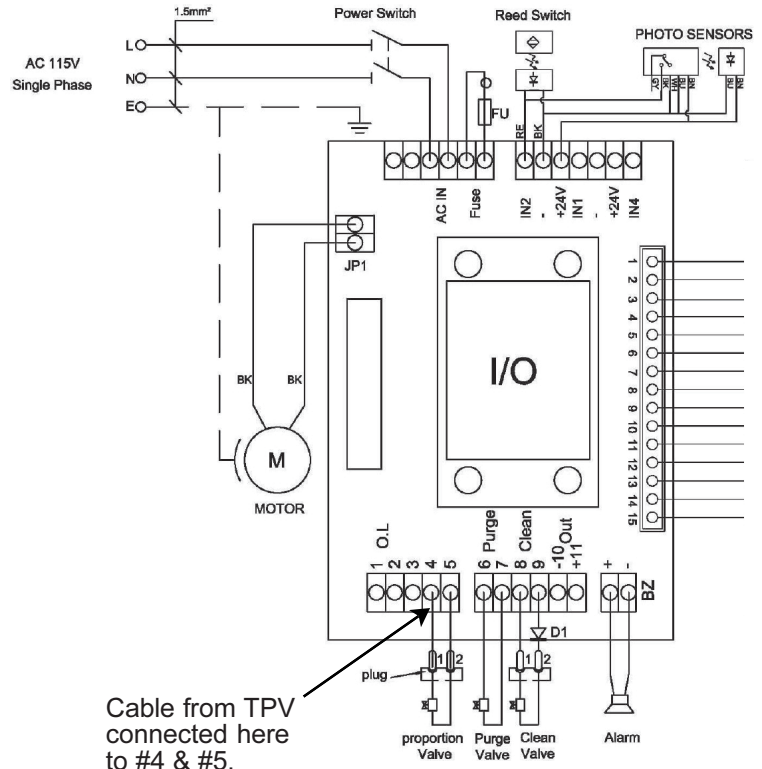 1.5mm²
Power Switch
Reed Switch
PHOTO SENSORS
AC 115V
Single Phase
L
N
E
FU
RE
BK
GY
BK
WH
BU
BN
BU
BN
AC IN
Fuse
IN2
-
+24V
IN1
-
+24V
IN4
JP1
1
2
3
4
5
6
7
8
9
10
11
12
13
14
15
I/O
BK
BK
M
MOTOR
O.L
Purge
Clean
Out
1
2
3
4
5
6
7
8
9
-10
+11
+
-
BZ
D1
1
2
1
2
plug
Cable from TPV
connected here
to #4 & #5.
proportion
Valve
Purge
Valve
Clean
Valve
Alarm